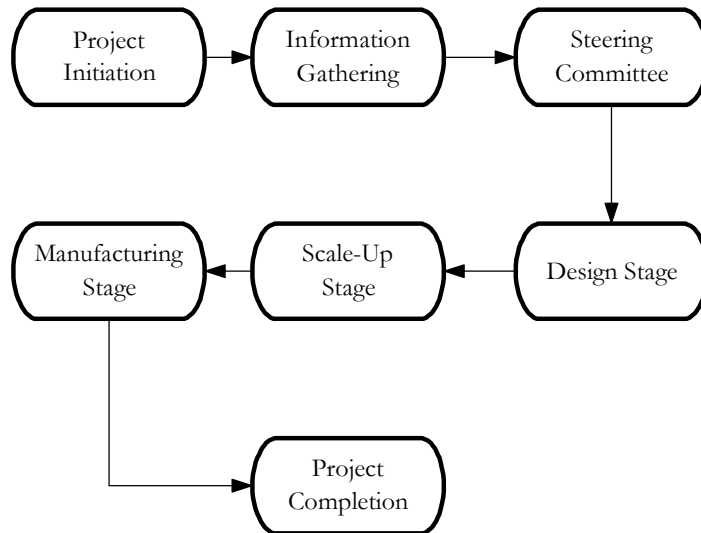 Project
Initiation
Information
Gathering
Steering
Committee
Manufacturing
Stage
Scale-Up
Stage
Design Stage
Project
Completion